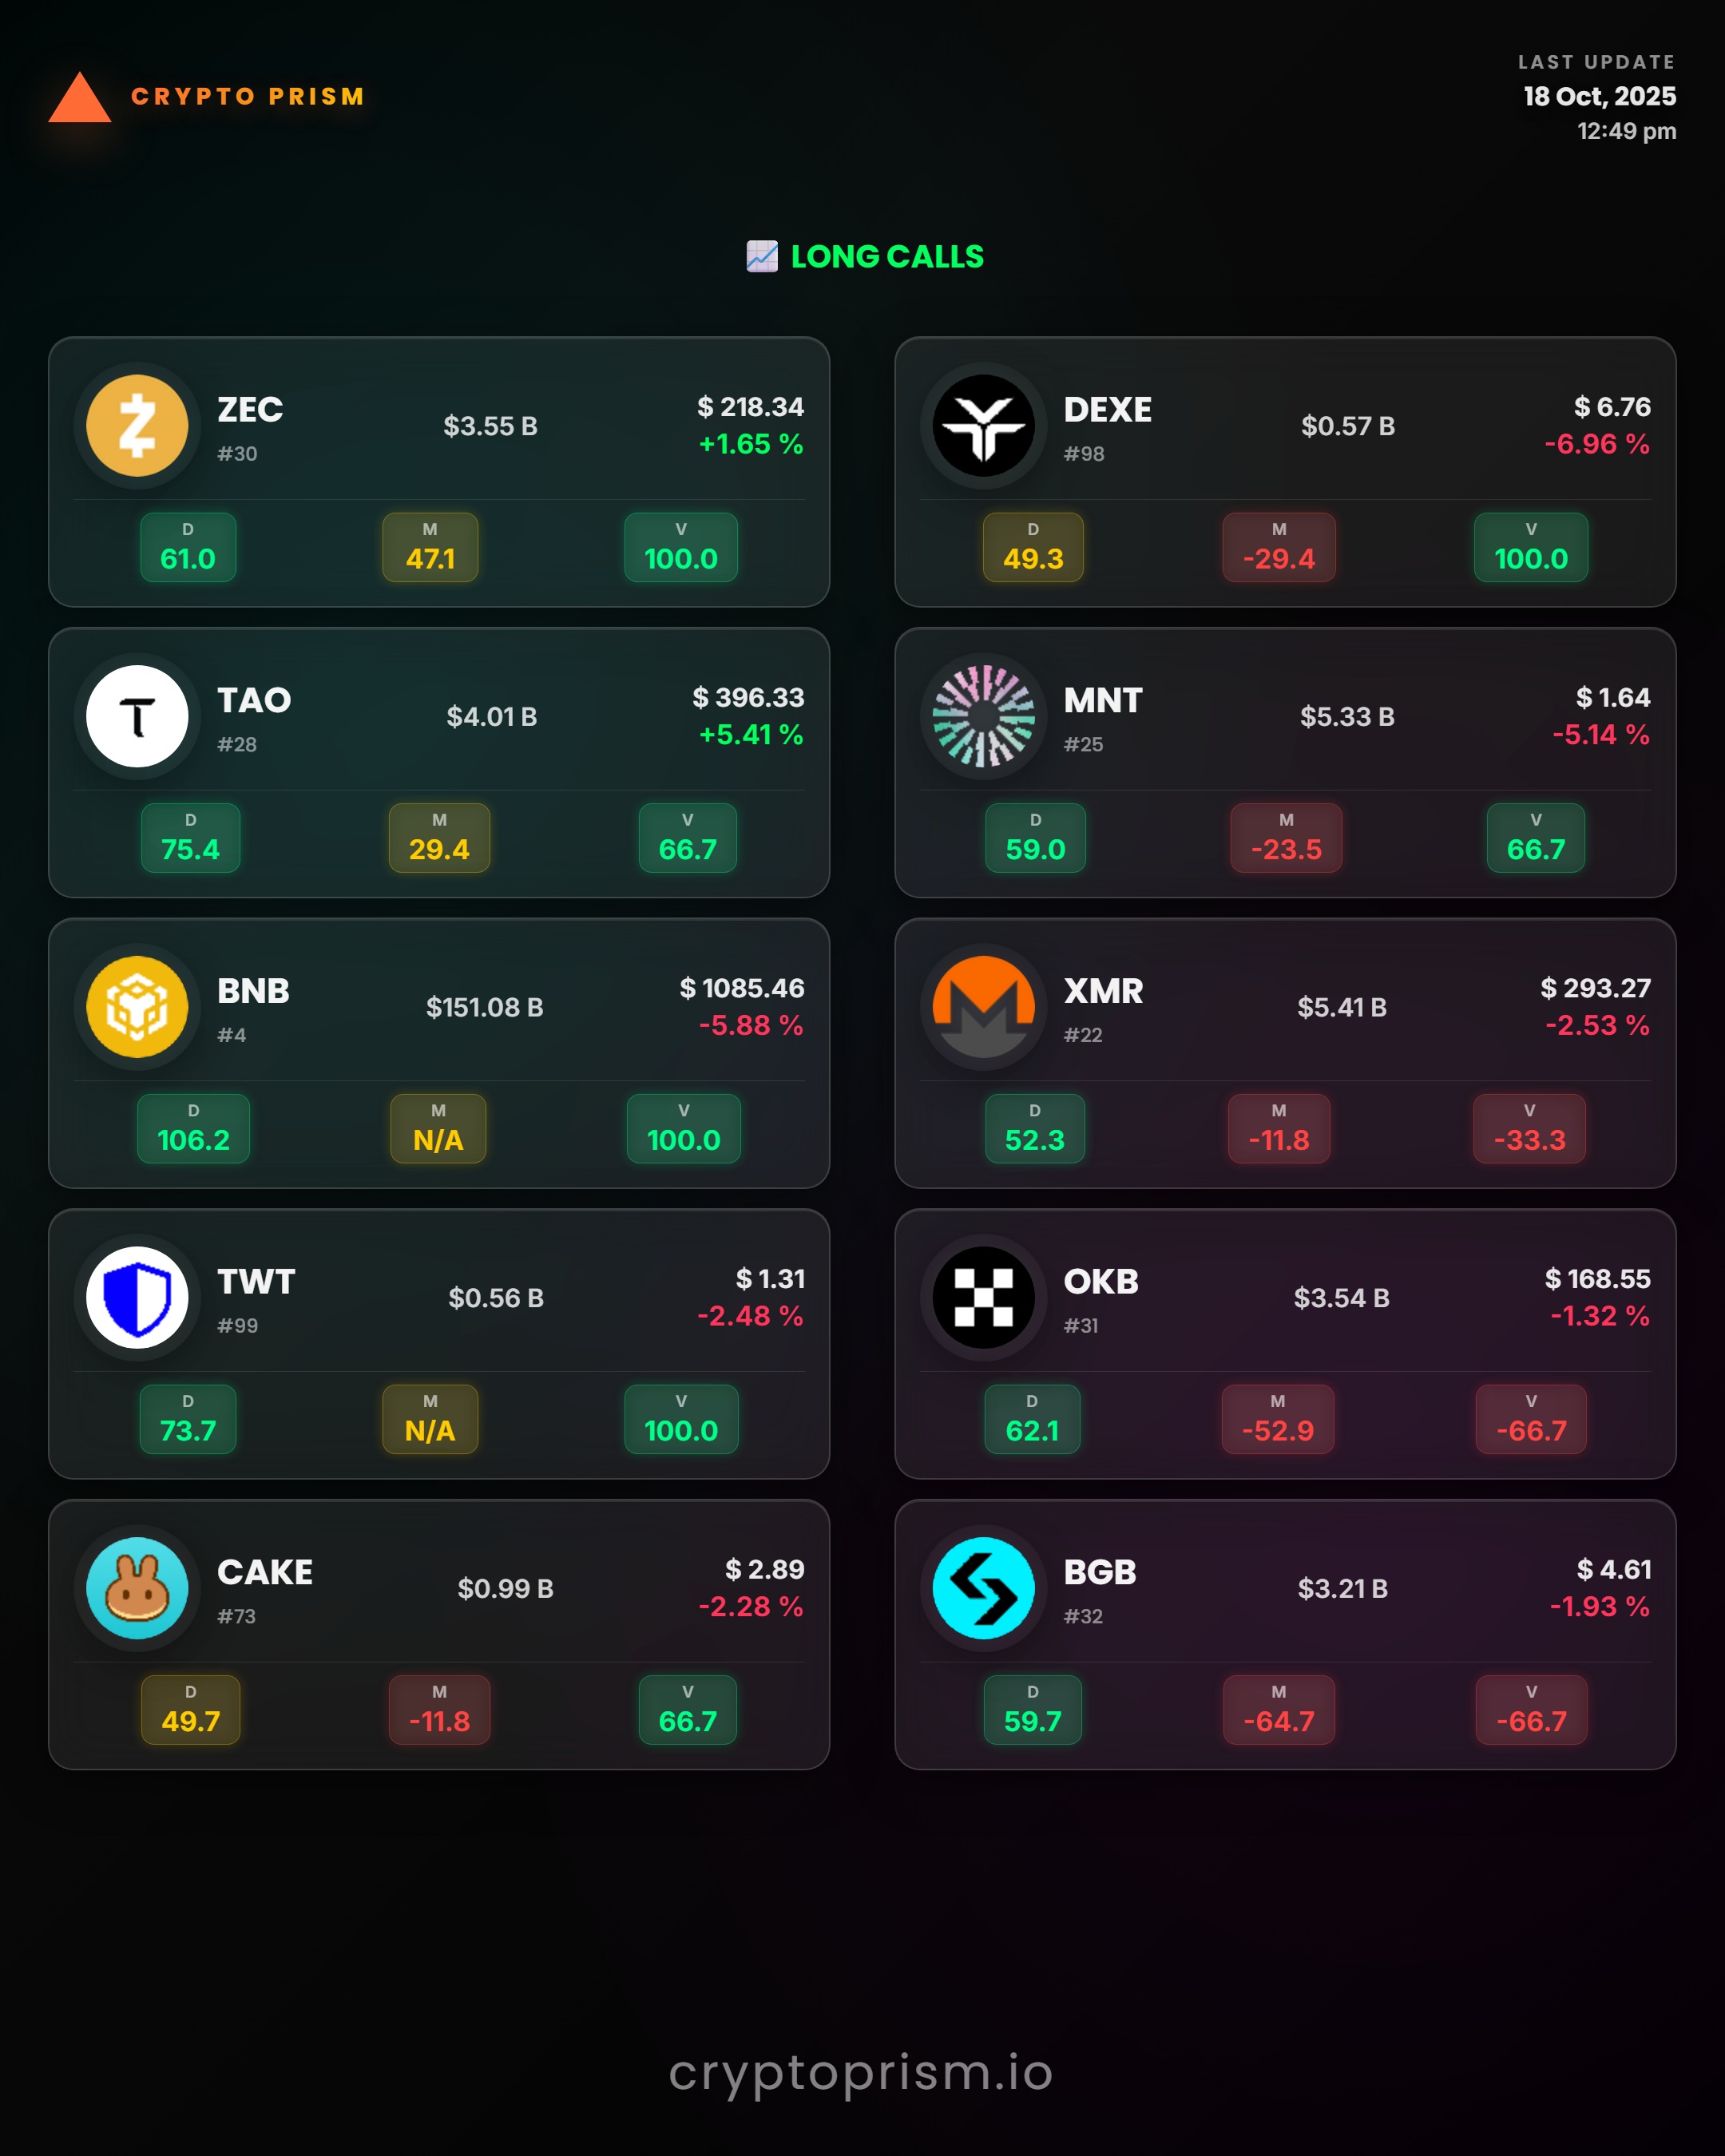 CRYPTO PRISM
LAST UPDATE
18 Oct, 2025
12:49 pm
LONG CALLS
ZEC
#30
$3.55 B
$ 218.34
+1.65 %
D
61.0
M
47.1
V
100.0
DEXE
#98
$0.57 B
$ 6.76
-6.96 %
D
49.3
M
-29.4
V
100.0
TAO
#28
$4.01 B
$ 396.33
+5.41 %
D
75.4
M
29.4
V
66.7
MNT
#25
$5.33 B
$ 1.64
-5.14 %
D
59.0
M
-23.5
V
66.7
BNB
#4
$151.08 B
$ 1085.46
-5.88 %
D
106.2
M
N/A
V
100.0
XMR
#22
$5.41 B
$ 293.27
-2.53 %
D
52.3
M
-11.8
V
-33.3
TWT
#99
$0.56 B
$ 1.31
-2.48 %
D
73.7
M
N/A
V
100.0
OKB
#31
$3.54 B
$ 168.55
-1.32 %
D
62.1
M
-52.9
V
-66.7
CAKE
#73
$0.99 B
$ 2.89
-2.28 %
D
49.7
M
-11.8
V
66.7
BGB
#32
$3.21 B
$ 4.61
-1.93 %
D
59.7
M
-64.7
V
-66.7
cryptoprism.io